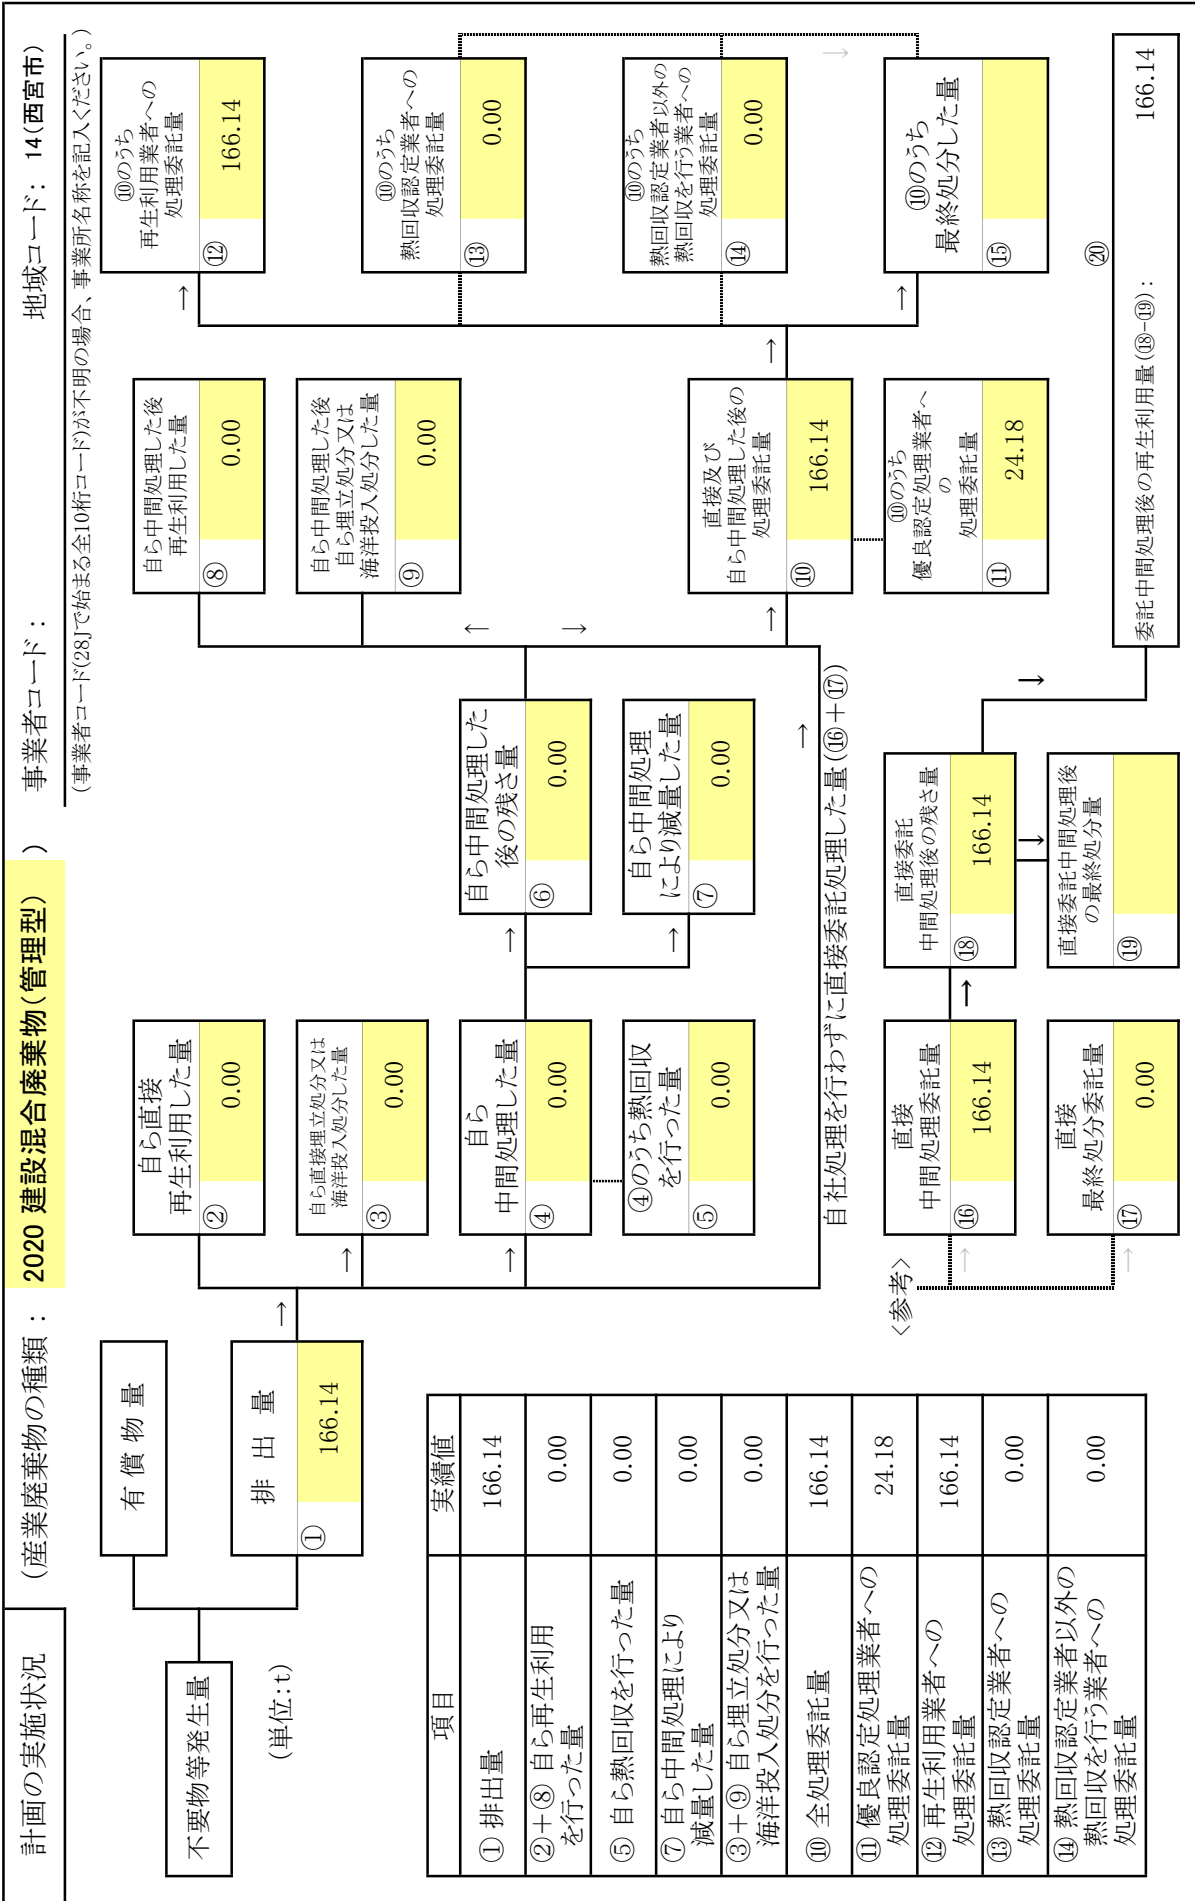 計画の実施状況
(産業廃棄物の種類：
2020 建設混合廃棄物(管理型)
)
事業者コード：
地域コード： 14(西宮市)
(事業者コード(28)で始まる全10桁コード)が不明の場合、事業所名称を記入ください。)
不要物等発生量
(単位:t)
有 償 物 量
排 出 量
①
166.14
→
自ら直接
再生利用した量
②
0.00
自ら直接埋立処分又は
海洋投入処分した量
③
0.00
→
自ら
中間処理した量
④
0.00
→
④のうち熱回収
を行った量
⑤
0.00
自ら中間処理した
後の残さ量
⑥
0.00
→
自ら中間処理
により減量した量
⑦
0.00
→
自ら中間処理した後
再生利用した量
⑧
0.00
自ら中間処理した後
自ら埋立処分又は
海洋投入処分した量
⑨
0.00
↑
↓
直接及び
自ら中間処理した後の
処理委託量
⑩
166.14
→
⑩のうち
優良認定処理業者へ
の
処理委託量
⑪
24.18
⑩のうち
再生利用業者への
処理委託量
⑫
166.14
→
⑩のうち
熱回収認定業者への
処理委託量
⑬
0.00
⑩のうち
熱回収認定業者以外の
熱回収を行う業者への
処理委託量
⑭
0.00
⑩のうち
最終処分した量
⑮
→
→
↓
自社処理を行わずに直接委託処理した量(⑯＋⑰)
→
<参考>
直接
中間処理委託量
⑯
166.14
→
直接
最終処分委託量
⑰
0.00
→
直接委託
中間処理後の残さ量
⑱
166.14
→
直接委託中間処理後
の最終処分量
⑲
↓
↓
⑳
委託中間処理後の再生利用量(⑱-⑲)：
166.14
項目
実績値
① 排出量
166.14
②＋⑧ 自ら再生利用
を行った量
0.00
⑤ 自ら熱回収を行った量
0.00
⑦ 自ら中間処理により
減量した量
0.00
③＋⑨ 自ら埋立処分又は
海洋投入処分を行った量
0.00
⑩ 全処理委託量
166.14
⑪ 優良認定処理業者への
処理委託量
24.18
⑫ 再生利用業者への
処理委託量
166.14
⑬ 熱回収認定業者への
処理委託量
0.00
⑭ 熱回収認定業者以外の
熱回収を行う業者への
処理委託量
0.00